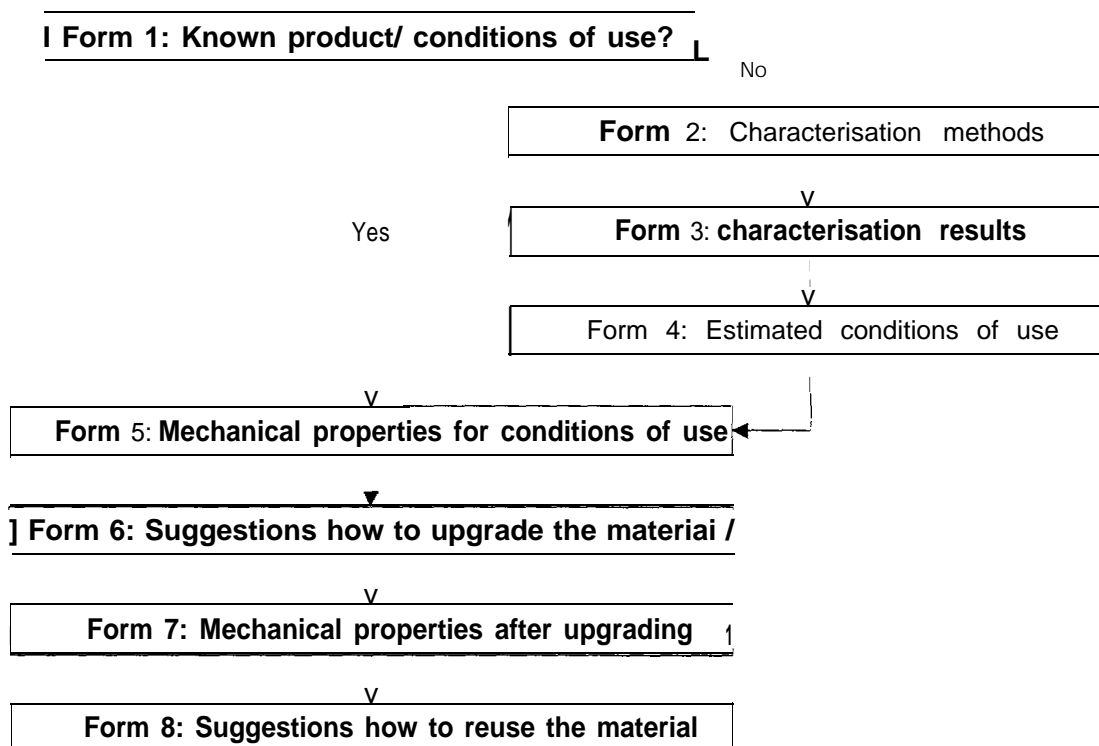 I Form 1: Known product/ conditions of use? L
No
Form 2: Characterisation methods
Yes
Form 3: characterisation results
Form 4: Estimated conditions of use
Form 5: Mechanical properties for conditions of use
] Form 6: Suggestions how to upgrade the materiai /
Form 7: Mechanical properties after upgrading
Form 8: Suggestions how to reuse the material